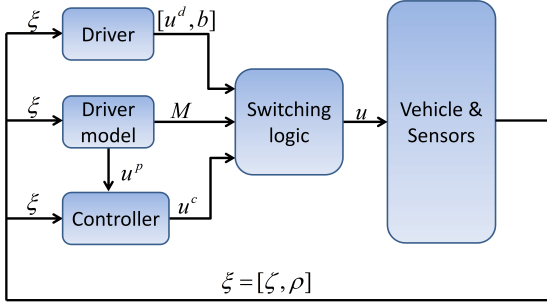 ξ
Driver
[u^d, b]
ξ
Driver
model
M
Switching
logic
u
Vehicle &
Sensors
u^p
ξ
Controller
u^c
ξ = [ζ, ρ]